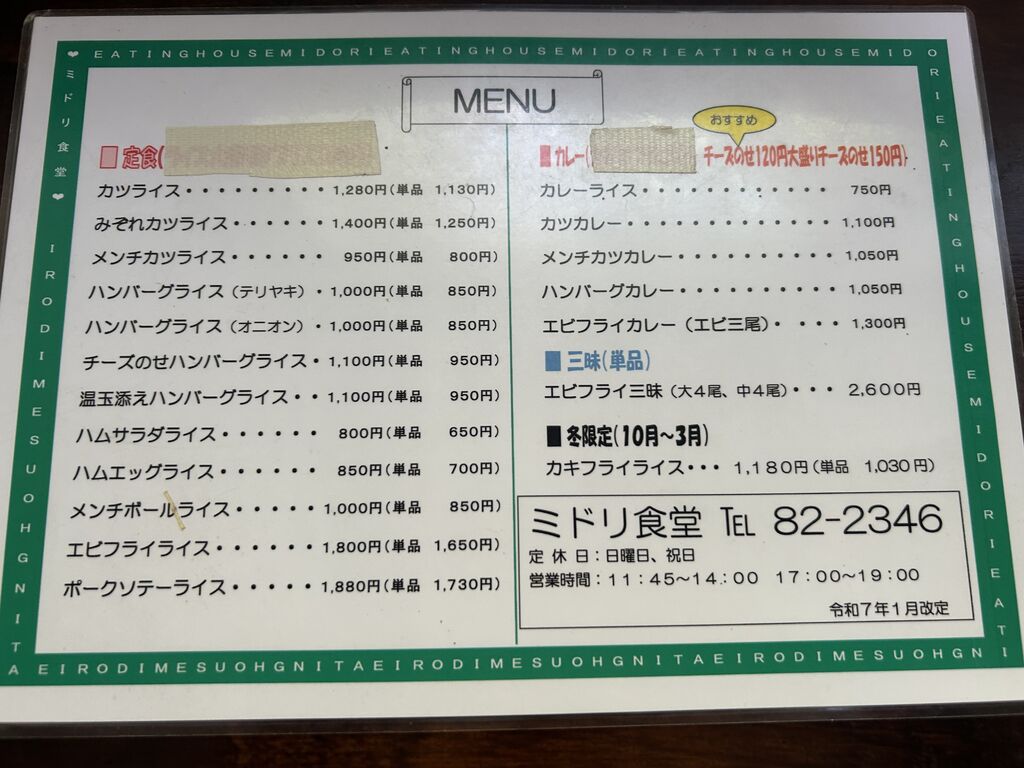 ❤ EATINGHOUSEMIDORIEATINGHOUSEMIDORIEATINGHOUSEMIDO
ミドリ食堂❤
IRODIMESUOHGNITA
RIEATINGHOUSEMIDORIEATI
MENU
■定食(
カツライス・・・・・・・・・1,280円(単品 1,130円)
みぞれカツライス・・・・・・1,400円(単品 1,250円)
メンチカツライス・・・・・・ 950円(単品 800円)
ハンバーグライス(テリヤキ)・1,000円(単品 850円)
ハンバーグライス(オニオン)・1,000円(単品 850円)
チーズのせハンバーグライス・1,100円(単品 950円)
温玉添えハンバーグライス・・1,100円(単品 950円)
ハムサラダライス・・・・・・ 800円(単品 650円)
ハムエッグライス・・・・・・ 850円(単品 700円)
メンチボールライス・・・・・1,000円(単品 850円)
エビフライライス・・・・・・1,800円(単品 1,650円)
ポークソテーライス・・・・・1,880円(単品 1,730円)
おすすめ
■カレー( チーズのせ120円大盛りチーズのせ150円)
カレーライス・・・・・・・・・・・ 750円
カツカレー・・・・・・・・・・・・1,100円
メンチカツカレー・・・・・・・・・・1,050円
ハンバーグカレー・・・・・・・・・・1,050円
エビフライカレー(エビ三尾)・ ・・・1,300円
■三昧(単品)
エビフライ三昧(大4尾、中4尾)・・・ 2,600円
■冬限定(10月～3月)
カキフライライス・・・ 1,180円(単品 1,030円)
ミドリ食堂 TEL 82-2346
定 休 日：日曜日、祝日
営業時間：11：45～14：00 17：00～19：00
令和7年1月改定
EIRODIMESUOHGNITAEIRODIMESUOHGNITAEIRODIMESUOHGN